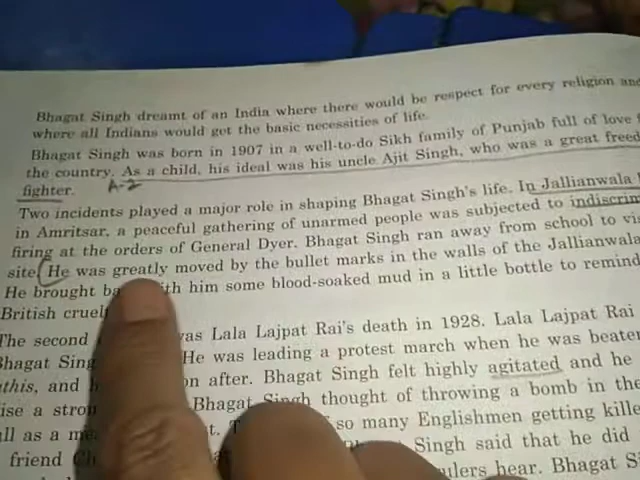 Bhagat Singh dreamt of an India where there would be respect for every religion and
where all Indians would get the basic necessities of life.
Bhagat Singh was born in 1907 in a well-to-do Sikh family of Punjab full of love
the country. As a child, his ideal was his uncle Ajit Singh, who was a great freed
fighter.
A-2
Two incidents played a major role in shaping Bhagat Singh's life. In Jallianwala
in Amritsar, a peaceful gathering of unarmed people was subjected to indiscrim
firing at the orders of General Dyer. Bhagat Singh ran away from school to vi
site. (He was greatly moved by the bullet marks in the walls of the Jallianwala
He brought ba ith him some blood-soaked mud in a little bottle to remind
British cruel
The second was Lala Lajpat Rai's death in 1928. Lala Lajpat Rai
Bhagat Sing He was leading a protest march when he was beaten
this, and on after. Bhagat Singh felt highly agitated and he
ise a stron Bhagat Singh thought of throwing a bomb in the
ll as a me t. so many Englishmen getting kille
friend Ch Singh said that he did
ulers hear. Bhagat S